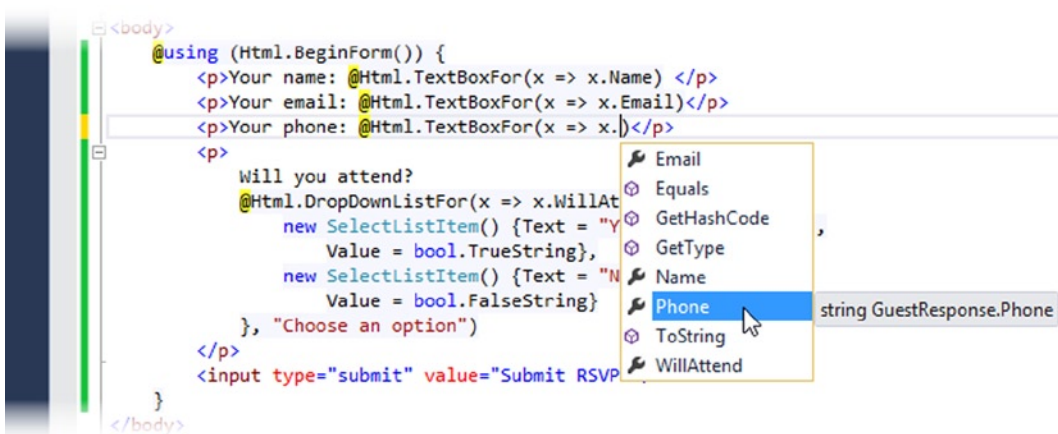 <body>
@using (Html.BeginForm()) {
<p>Your name: @Html.TextBoxFor(x => x.Name) </p>
<p>Your email: @Html.TextBoxFor(x => x.Email)</p>
<p>Your phone: @Html.TextBoxFor(x => x.)</p>
<p>
Will you attend?
@Html.DropDownListFor(x => x.WillAt
new SelectListItem() {Text = "Y ,
Value = bool.TrueString},
new SelectListItem() {Text = "N
Value = bool.FalseString}
}, "Choose an option")
</p>
<input type="submit" value="Submit RSVP
}
</body>
Email
Equals
GetHashCode
GetType
Name
Phone
string GuestResponse.Phone
ToString
WillAttend